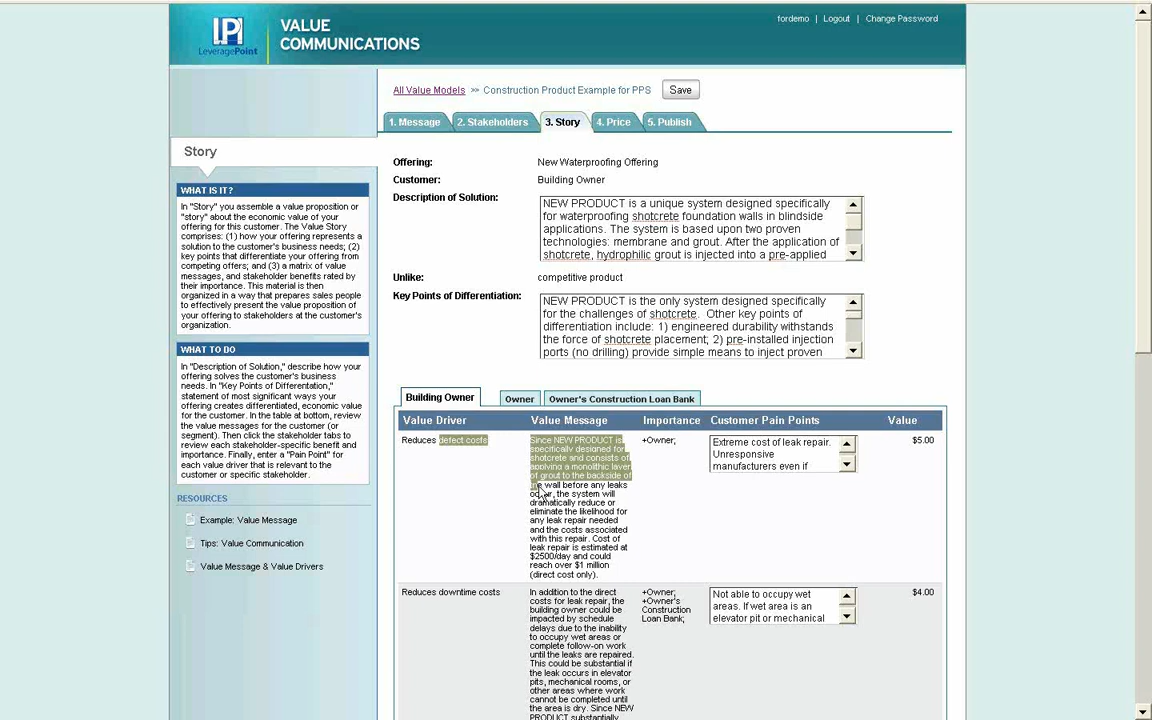 fordemo | Logout | Change Password
LP
LeveragePoint
VALUE
COMMUNICATIONS
All Value Models >> Construction Product Example for PPS Save
1. Message 2. Stakeholders 3. Story 4. Price 5. Publish
Story
WHAT IS IT?
In "Story" you assemble a value proposition or
"story" about the economic value of your
offering for this customer. The Value Story
comprises: (1) how your offering represents a
solution to the customer's business needs; (2)
key points that differentiate your offering from
competing offers; and (3) a matrix of value
messages, and stakeholder benefits rated by
their importance. This material is then
organized in a way that prepares sales people
to effectively present the value proposition of
your offering to stakeholders at the customer's
organization.
WHAT TO DO
In "Description of Solution," describe how your
offering solves the customer's business
needs. In "Key Points of Differentation,"
statement of most significant ways your
offering creates differentiated, economic value
for the customer. In the table at bottom, review
the value messages for the customer (or
segment). Then click the stakeholder tabs to
review each stakeholder-specific benefit and
importance. Finally, enter a "Pain Point" for
each value driver that is relevant to the
customer or specific stakeholder.
RESOURCES
Example: Value Message
Tips: Value Communication
Value Message & Value Drivers
Offering: New Waterproofing Offering
Customer: Building Owner
Description of Solution:
NEW PRODUCT is a unique system designed specifically
for waterproofing shotcrete foundation walls in blindside
applications. The system is based upon two proven
technologies: membrane and grout. After the application of
shotcrete, hydrophilic grout is injected into a pre-applied
Unlike: competitive product
Key Points of Differentiation:
NEW PRODUCT is the only system designed specifically
for the challenges of shotcrete. Other key points of
differentiation include: 1) engineered durability withstands
the force of shotcrete placement; 2) pre-installed injection
ports (no drilling) provide simple means to inject proven
Building Owner Owner Owner's Construction Loan Bank
Value Driver Value Message Importance Customer Pain Points Value
Reduces defect costs
Since NEW PRODUCT is
specifically designed for
shotcrete and consists of
applying a monolithic layer
of grout to the backside of
the wall before any leaks
occur, the system will
dramatically reduce or
eliminate the likelihood for
any leak repair needed
and the costs associated
with this repair. Cost of
leak repair is estimated at
$2500/day and could
reach over $1 million
(direct cost only).
+Owner;
Extreme cost of leak repair.
Unresponsive
manufacturers even if
$5.00
Reduces downtime costs
In addition to the direct
costs for leak repair, the
building owner could be
impacted by schedule
delays due to the inability
to occupy wet areas or
complete follow-on work
until the leaks are repaired.
This could be substantial if
the leak occurs in elevator
pits, mechanical rooms, or
other areas where work
cannot be completed until
the area is dry. Since NEW
PRODUCT substantially
+Owner;
+Owner's
Construction
Loan Bank;
Not able to occupy wet
areas. If wet area is an
elevator pit or mechanical
$4.00